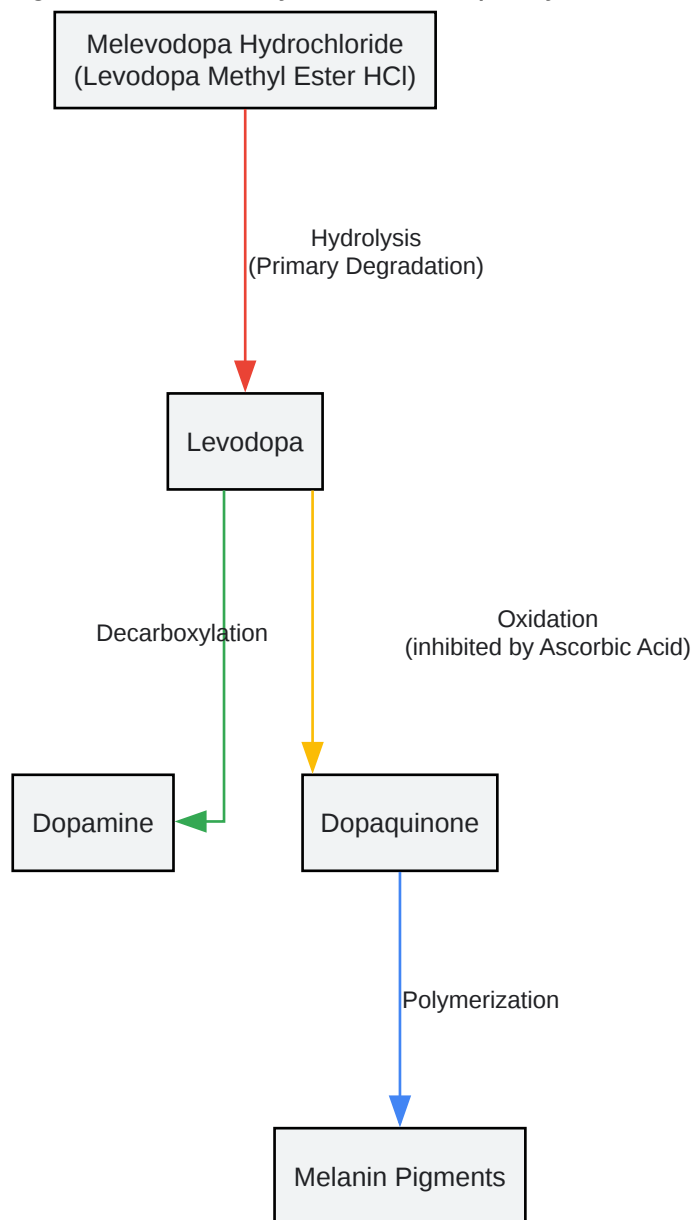 Melevodopa Hydrochloride
(Levodopa Methyl Ester HCl)
Hydrolysis
(Primary Degradation)
Levodopa
Decarboxylation
Oxidation
(inhibited by Ascorbic Acid)
Dopamine
Dopaquinone
Polymerization
Melanin Pigments